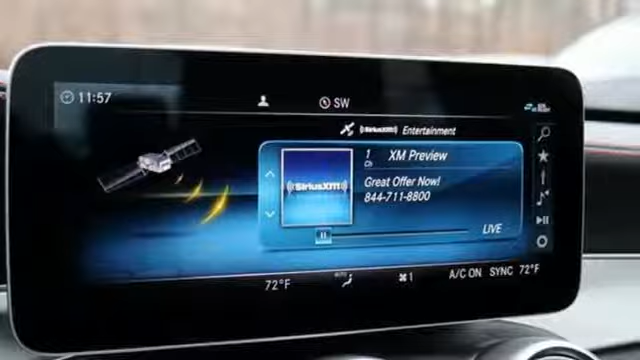 11:57
SW
((SiriusXM)) Entertainment
1 XM Preview
Ch
Great Offer Now!
((SiriusXM))
844-711-8800
LIVE
72°F
AUTO
1
A/C ON SYNC 72°F